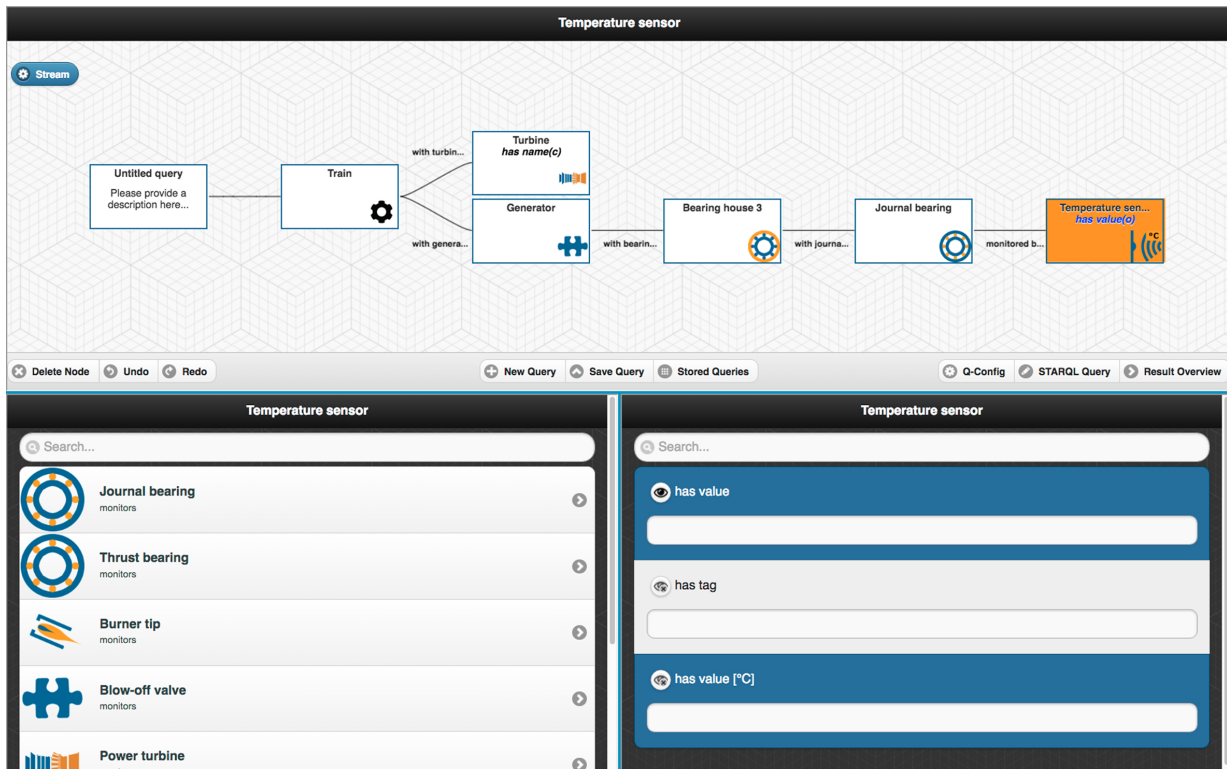 Temperature sensor
Stream
Untitled query
Please provide a
description here...
Train
with turbin...
Turbine
has name(c)
with genera...
Generator
with bearin...
Bearing house 3
with journa...
Journal bearing
monitored b...
Temperature sen...
has value(o)
°C
Delete Node
Undo
Redo
New Query
Save Query
Stored Queries
Q-Config
STARQL Query
Result Overview
Temperature sensor
Search...
Journal bearing
monitors
Thrust bearing
monitors
Burner tip
monitors
Blow-off valve
monitors
Power turbine
Temperature sensor
Search...
has value
has tag
has value [°C]